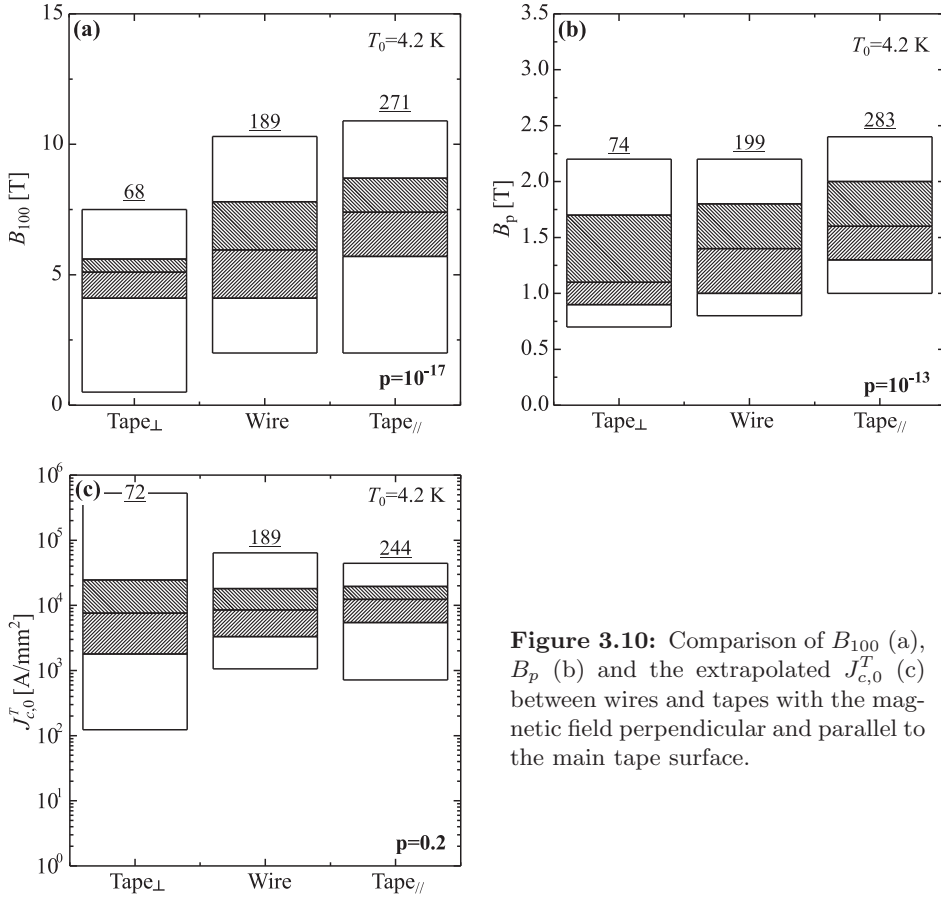 (a)
T₀=4.2 K
15
10
5
0
B₁₀₀ [T]
68
189
271
p=10⁻¹⁷
Tape⊥ Wire Tape//
(b)
T₀=4.2 K
3.5
3.0
2.5
2.0
1.5
1.0
0.5
0.0
Bₚ [T]
74
199
283
p=10⁻¹³
Tape⊥ Wire Tape//
(c)
T₀=4.2 K
10⁶
10⁵
10⁴
10³
10²
10¹
10⁰
J^T_{c,0} [A/mm²]
72
189
244
p=0.2
Tape⊥ Wire Tape//
Figure 3.10: Comparison of B₁₀₀ (a),
Bₚ (b) and the extrapolated J^T_{c,0} (c)
between wires and tapes with the mag-
netic field perpendicular and parallel to
the main tape surface.